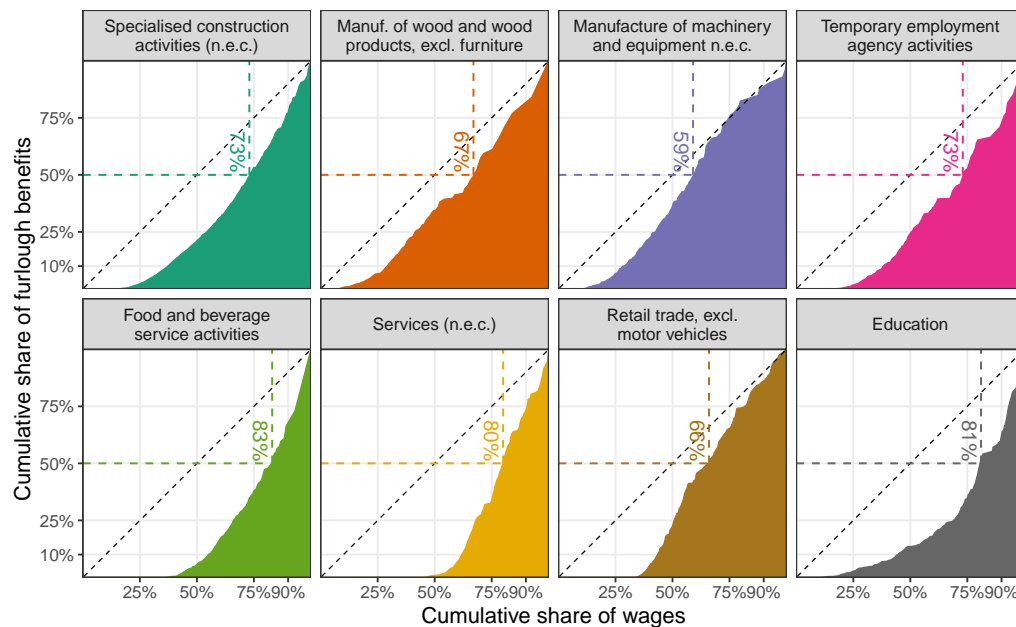 Specialised construction
activities (n.e.c.)
Manuf. of wood and wood
products, excl. furniture
Manufacture of machinery
and equipment n.e.c.
Temporary employment
agency activities
73%
67%
59%
73%
75%
50%
25%
10%
Food and beverage
service activities
Services (n.e.c.)
Retail trade, excl.
motor vehicles
Education
83%
80%
66%
81%
75%
50%
25%
10%
25% 50% 75%90%
25% 50% 75%90%
25% 50% 75%90%
25% 50% 75%90%
Cumulative share of wages
Cumulative share of furlough benefits